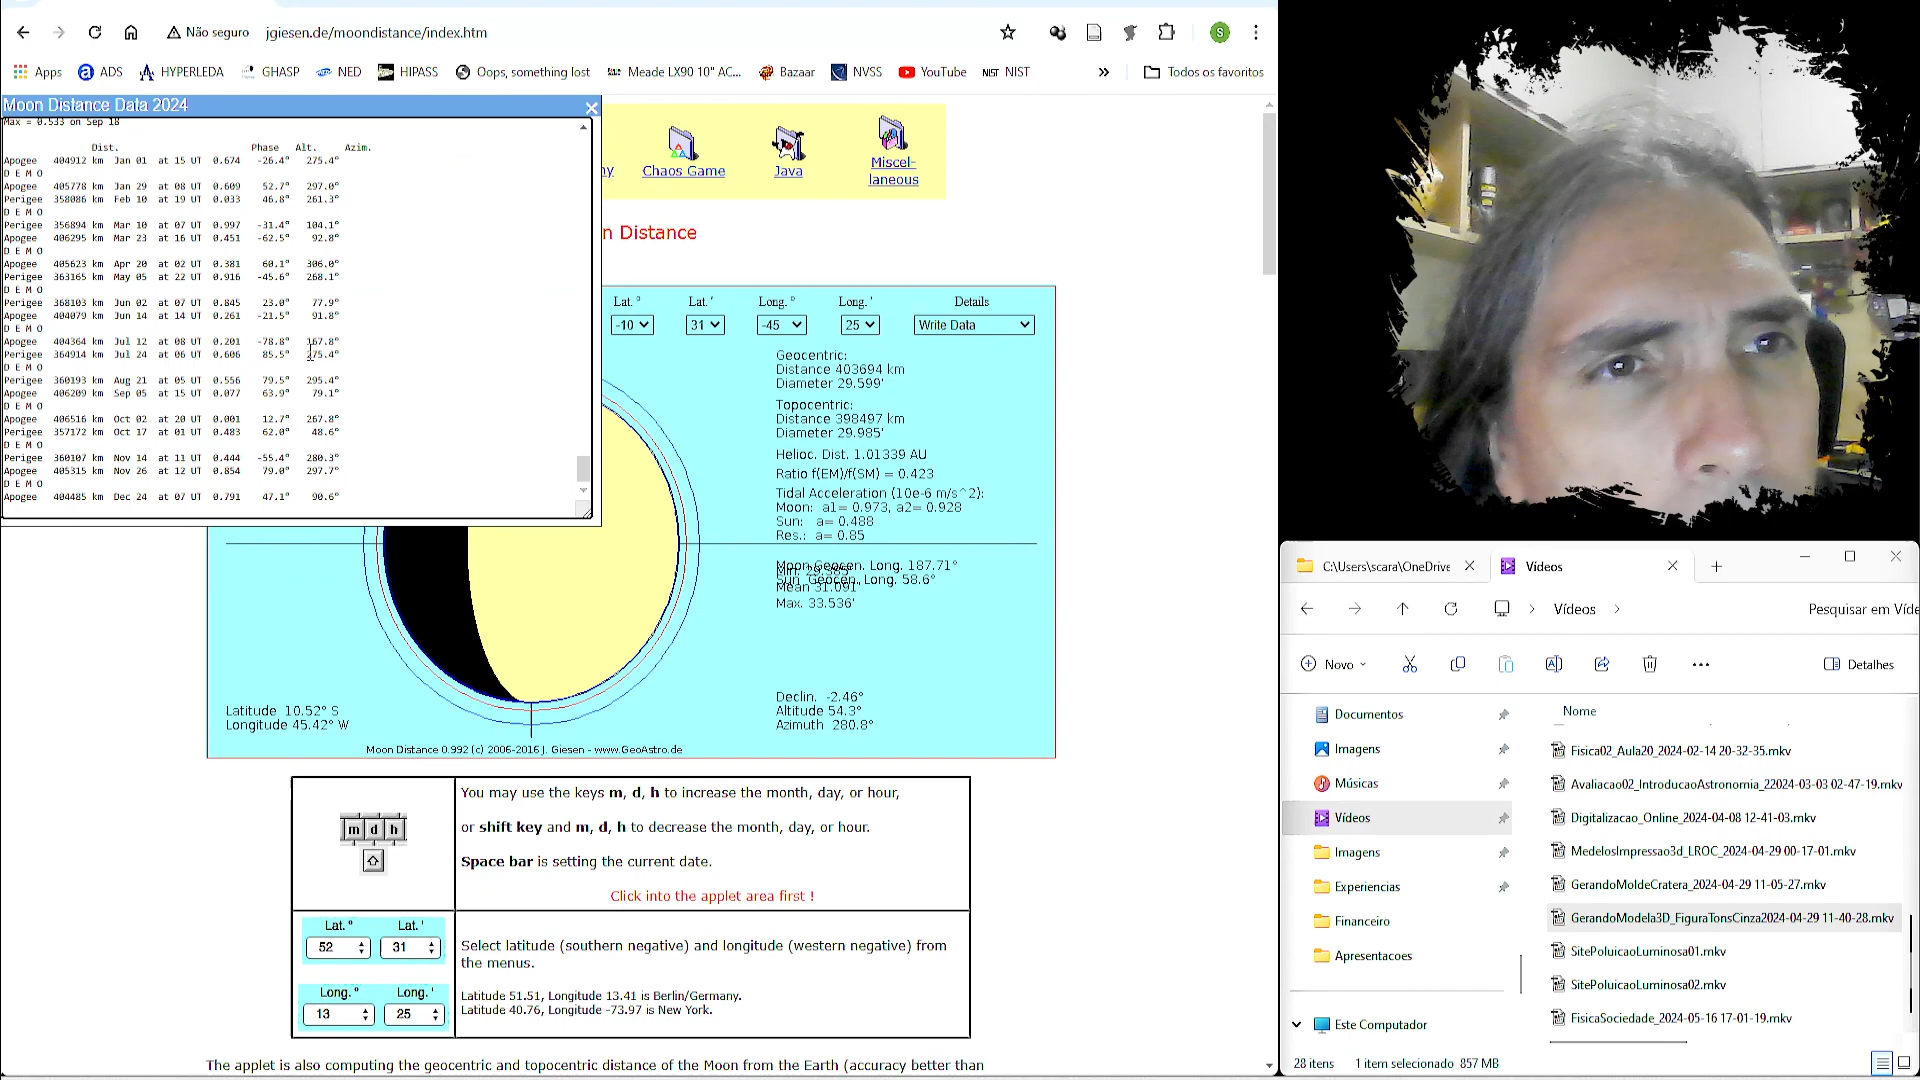 Não seguro jgiesen.de/moondistance/index.htm S
Apps ADS HYPERLEDA GHASP NED HIPASS Oops, something lost Meade LX90 10" AC... Bazaar NVSS YouTube NIST NIST » Todos os favoritos
Moon Distance Data 2024
Max = 0.533 on Sep 18
Dist. Phase Alt. Azim.
Apogee 404912 km Jan 01 at 15 UT 0.674 -26.4° 275.4°
D E M O
Apogee 405778 km Jan 29 at 08 UT 0.609 52.7° 297.0°
Perigee 358086 km Feb 10 at 19 UT 0.033 46.8° 261.3°
D E M O
Perigee 356894 km Mar 10 at 07 UT 0.997 -31.4° 104.1°
Apogee 406295 km Mar 23 at 16 UT 0.451 -62.5° 92.8°
D E M O
Apogee 405623 km Apr 20 at 02 UT 0.381 60.1° 306.0°
Perigee 363165 km May 05 at 22 UT 0.916 -45.6° 268.1°
D E M O
Perigee 368103 km Jun 02 at 07 UT 0.845 23.0° 77.9°
Apogee 404079 km Jun 14 at 14 UT 0.261 -21.5° 91.8°
D E M O
Apogee 404364 km Jul 12 at 08 UT 0.201 -78.8° 167.8°
Perigee 364914 km Jul 24 at 06 UT 0.606 85.5°
D E M O
Perigee 360193 km Aug 21 at 05 UT 0.556 79.5° 295.4°
Apogee 406209 km Sep 05 at 15 UT 0.077 63.9° 79.1°
D E M O
Apogee 406516 km Oct 02 at 20 UT 0.001 12.7° 267.8°
Perigee 357172 km Oct 17 at 01 UT 0.483 62.0° 48.6°
D E M O
Perigee 360107 km Nov 14 at 11 UT 0.444 -55.4° 280.3°
Apogee 405315 km Nov 26 at 12 UT 0.854 79.0° 297.7°
D E M O
Apogee 404485 km Dec 24 at 07 UT 0.791 47.1° 90.6°
hy Chaos Game Java Miscel-
laneous
n Distance
Lat. ° Lat. ' Long. ° Long. ' Details
-10 31 -45 25 Write Data
Geocentric:
Distance 403694 km
Diameter 29.599'
Topocentric:
Distance 398497 km
Diameter 29.985'
Helioc. Dist. 1.01339 AU
Ratio f(EM)/f(SM) = 0.423
Tidal Acceleration (10e-6 m/s^2):
Moon: a1= 0.973, a2= 0.928
Sun: a= 0.488
Res.: a= 0.85
Moon Geocen. Long. 187.71°
Sun Geocen. Long. 58.6°
Mean 31.091'
Max. 33.536'
Declin. -2.46°
Altitude 54.3°
Azimuth 280.8°
Latitude 10.52° S
Longitude 45.42° W
Moon Distance 0.992 (c) 2006-2016 J. Giesen - www.GeoAstro.de
m d h
You may use the keys m, d, h to increase the month, day, or hour,
or shift key and m, d, h to decrease the month, day, or hour.
Space bar is setting the current date.
Click into the applet area first !
Lat.° Lat.'
52 31
Long.° Long.'
13 25
Select latitude (southern negative) and longitude (western negative) from
the menus.
Latitude 51.51, Longitude 13.41 is Berlin/Germany.
Latitude 40.76, Longitude -73.97 is New York.
The applet is also computing the geocentric and topocentric distance of the Moon from the Earth (accuracy better than
C:\Users\scara\OneDrive Vídeos
Vídeos Pesquisar em Víde
Novo Detalhes
Documentos
Imagens
Músicas
Vídeos
Imagens
Experiencias
Financeiro
Apresentacoes
Este Computador
Nome
Fisica02_Aula20_2024-02-14 20-32-35.mkv
Avaliacao02_IntroducaoAstronomia_22024-03-03 02-47-19.mkv
Digitalizacao_Online_2024-04-08 12-41-03.mkv
MedelosImpressao3d_LROC_2024-04-29 00-17-01.mkv
GerandoMoldeCratera_2024-04-29 11-05-27.mkv
GerandoModela3D_FiguraTonsCinza2024-04-29 11-40-28.mkv
SitePoluicaoLuminosa01.mkv
SitePoluicaoLuminosa02.mkv
FisicaSociedade_2024-05-16 17-01-19.mkv
28 itens 1 item selecionado 857 MB